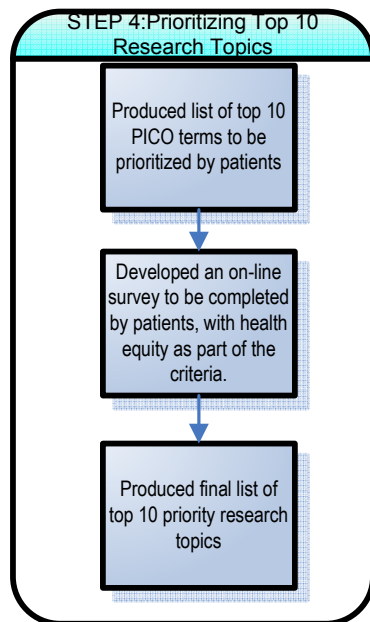 STEP 4:Prioritizing Top 10
Research Topics
Produced list of top 10
PICO terms to be
prioritized by patients
Developed an on-line
survey to be completed
by patients, with health
equity as part of the
criteria.
Produced final list of
top 10 priority research
topics